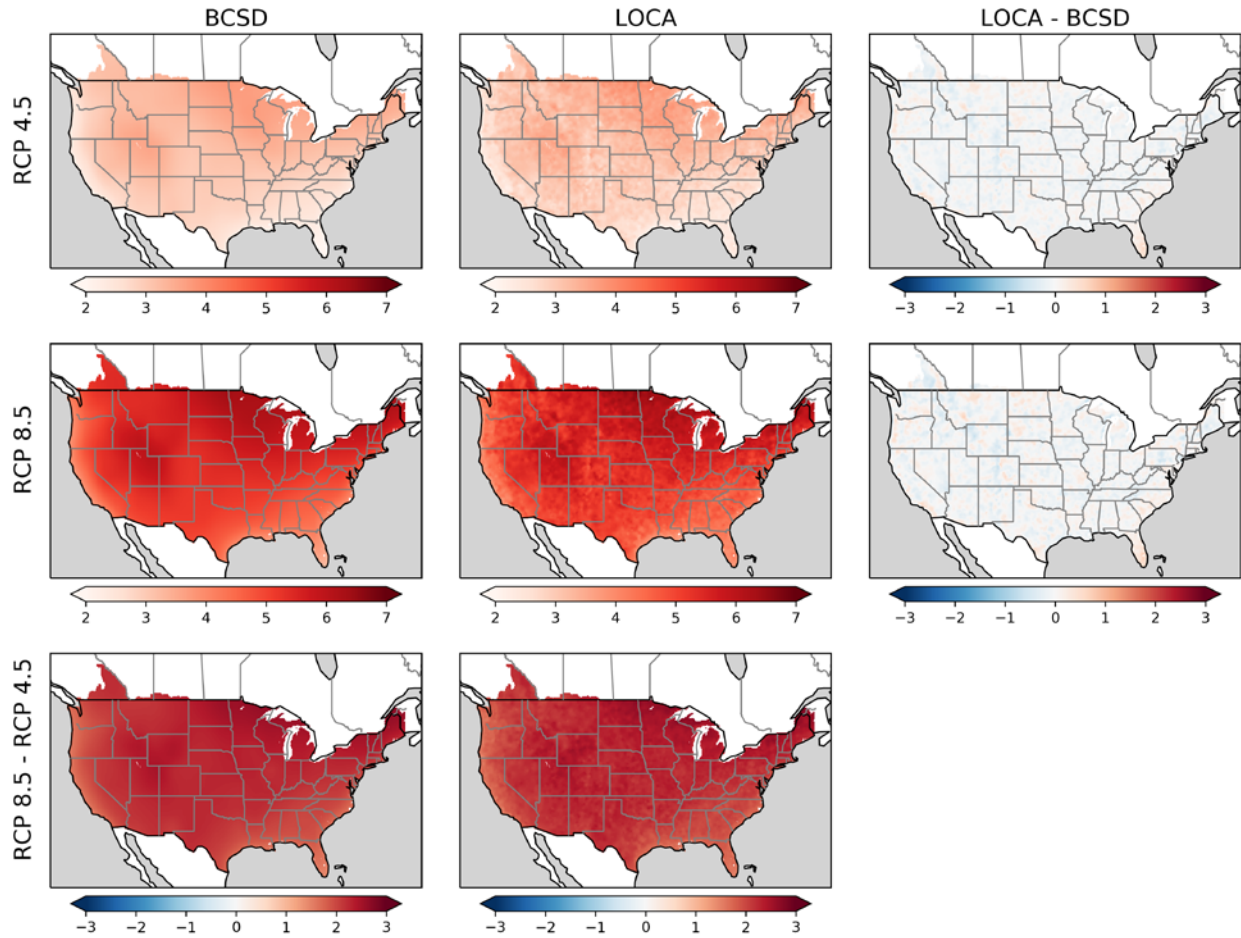 BCSD LOCA LOCA - BCSD
RCP 4.5
2 3 4 5 6 7 2 3 4 5 6 7 −3 −2 −1 0 1 2 3
RCP 8.5
2 3 4 5 6 7 2 3 4 5 6 7 −3 −2 −1 0 1 2 3
RCP 8.5 - RCP 4.5
−3 −2 −1 0 1 2 3 −3 −2 −1 0 1 2 3